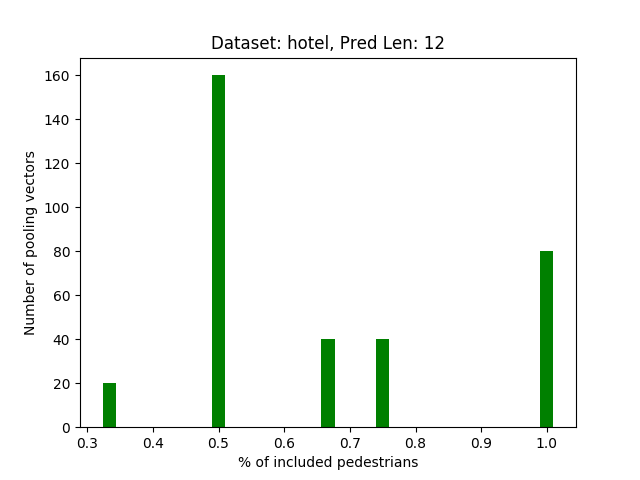 Dataset: hotel, Pred Len: 12
Number of pooling vectors
160
140
120
100
80
60
40
20
0
0.3 0.4 0.5 0.6 0.7 0.8 0.9 1.0
% of included pedestrians